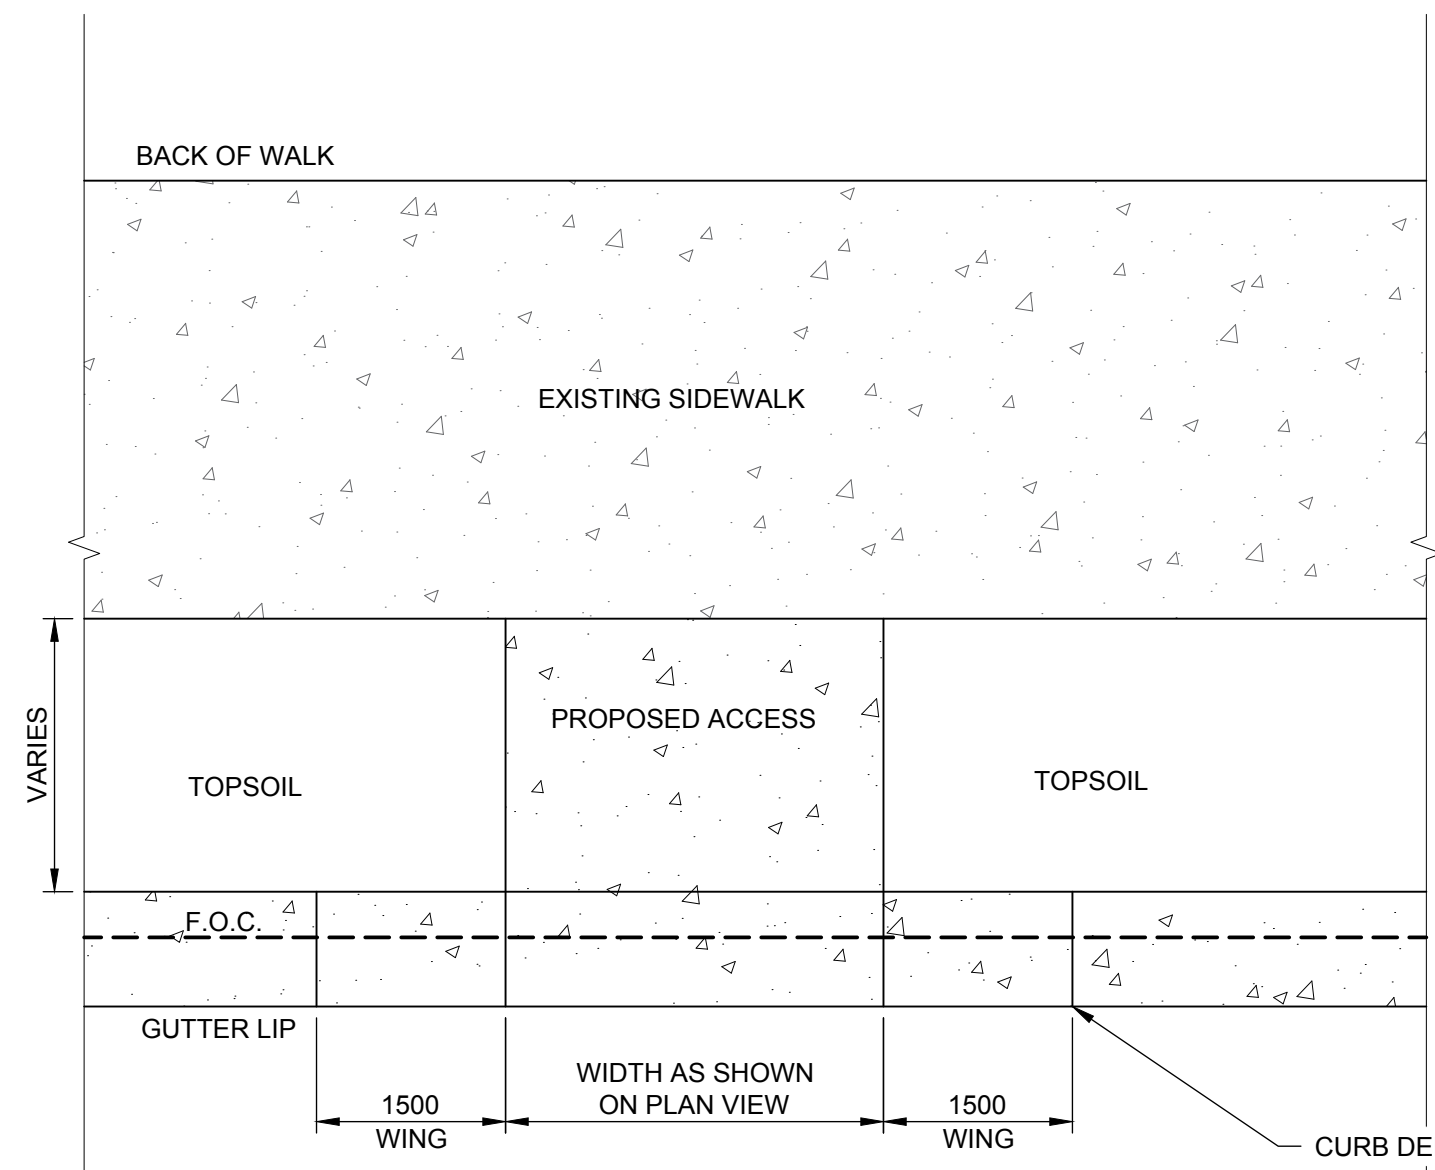 BACK OF WALK
EXISTING SIDEWALK
PROPOSED ACCESS
VARIES
TOPSOIL
TOPSOIL
F.O.C.
GUTTER LIP
WIDTH AS SHOWN
ON PLAN VIEW
1500
WING
1500
WING
CURB DE